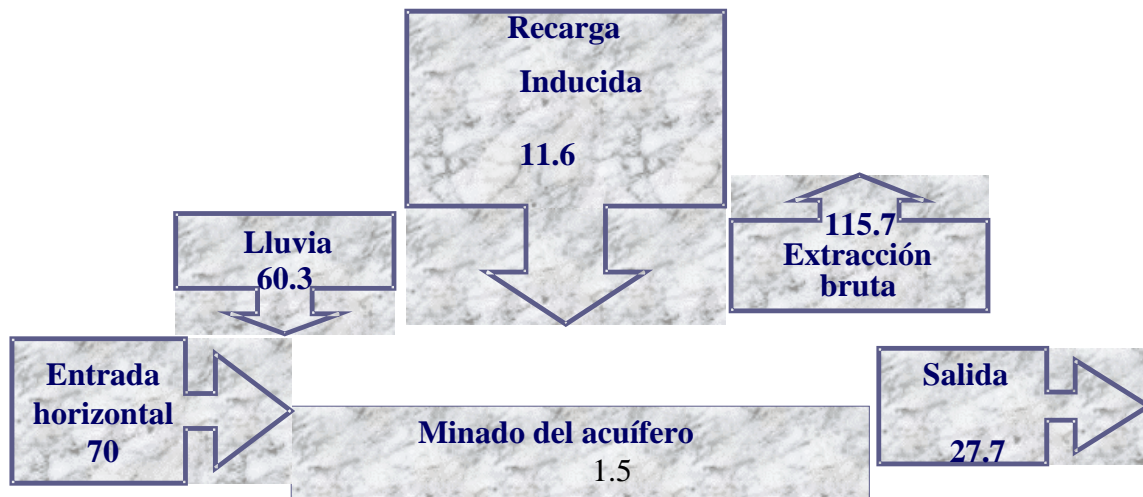 Recarga
Inducida
11.6
Lluvia
60.3
115.7
Extracción
bruta
Entrada
horizontal
70
Minado del acuífero
1.5
Salida
27.7